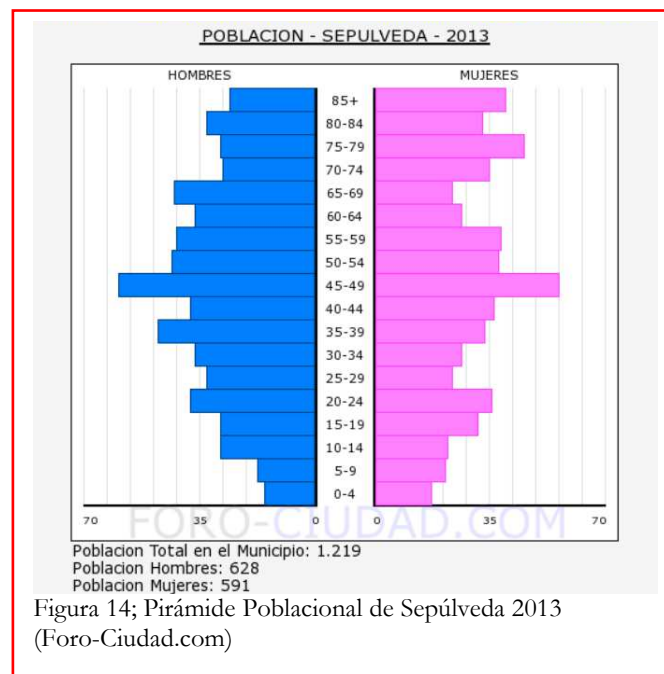 POBLACION - SEPULVEDA - 2013
HOMBRES MUJERES
85+
80-84
75-79
70-74
65-69
60-64
55-59
50-54
45-49
40-44
35-39
30-34
25-29
20-24
15-19
10-14
5-9
0-4
70 35 0 0 35 70
FORO-CIUDAD.COM
Poblacion Total en el Municipio: 1.219
Poblacion Hombres: 628
Poblacion Mujeres: 591
Figura 14; Pirámide Poblacional de Sepúlveda 2013
(Foro-Ciudad.com)